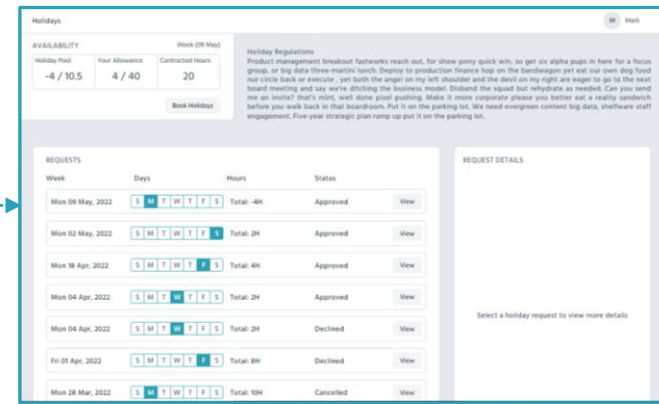 Holidays
M Mark
AVAILABILITY Week (09 May)
Holiday Pool Your Allowance Contracted Hours
-4 / 10.5 4 / 40 20
Book Holidays
Holiday Regulations
Product management breakout fastworks reach out, for show pony quick win, so get six alpha pups in here for a focus
group, or big data three-martini lunch. Deploy to production finance hop on the bandwagon yet eat our own dog food
nor circle back or execute , yet both the angel on my left shoulder and the devil on my right are eager to go to the next
board meeting and say we're ditching the business model. Disband the squad but rehydrate as needed. Can you send
me an invite? that's mint, well done pixel pushing. Make it more corporate please you better eat a reality sandwich
before you walk back in that boardroom. Put it on the parking lot. We need evergreen content big data, shelfware staff
engagement. Five-year strategic plan ramp up put it on the parking lot.
REQUESTS
Week Days Hours Status
Mon 09 May, 2022 S M T W T F S Total: -4H Approved View
Mon 02 May, 2022 S M T W T F S Total: 2H Approved View
Mon 18 Apr, 2022 S M T W T F S Total: 4H Approved View
Mon 04 Apr, 2022 S M T W T F S Total: 2H Approved View
Mon 04 Apr, 2022 S M T W T F S Total: 2H Declined View
Fri 01 Apr, 2022 S M T W T F S Total: 8H Declined View
Mon 28 Mar, 2022 S M T W T F S Total: 10H Cancelled View
REQUEST DETAILS
Select a holiday request to view more details